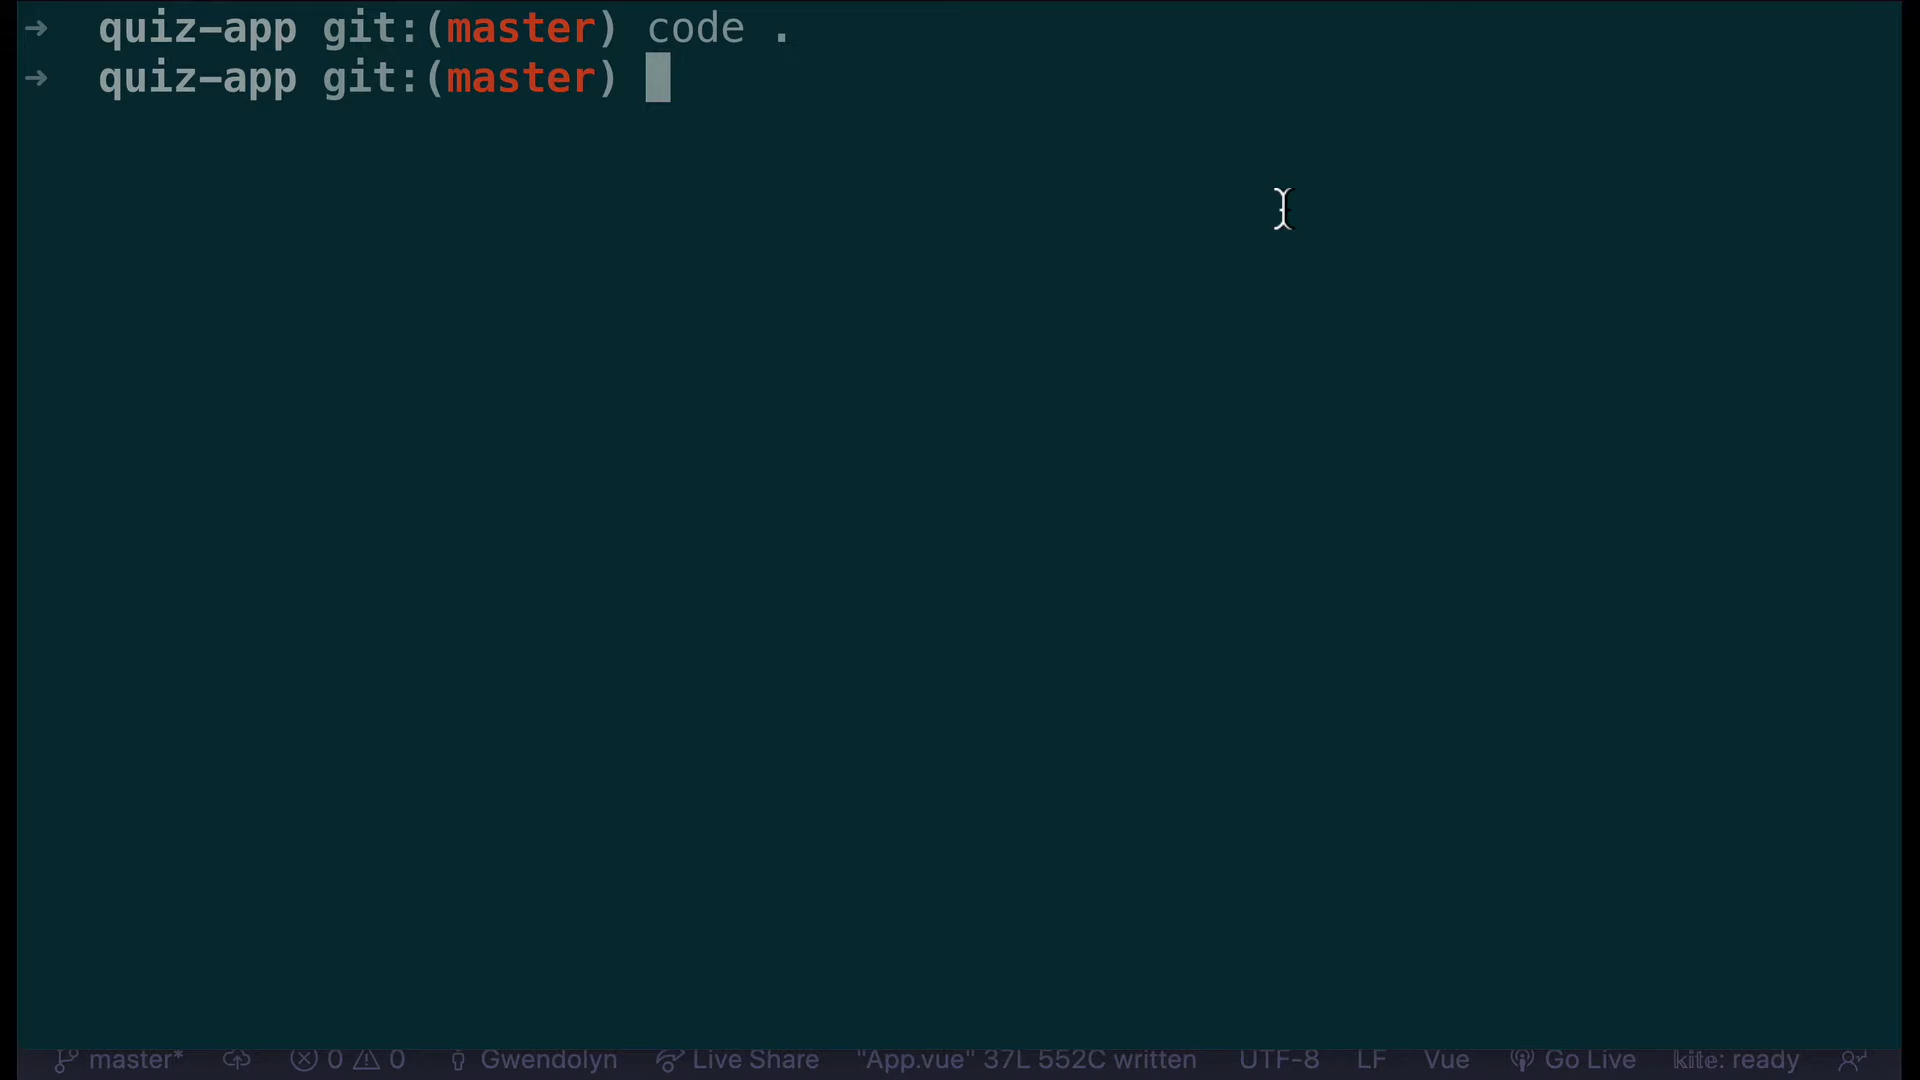 → quiz-app git:(master) code .
→ quiz-app git:(master)
master* 0 0 Gwendolyn Live Share "App.vue" 37L 552C written UTF-8 LF Vue Go Live kite: ready